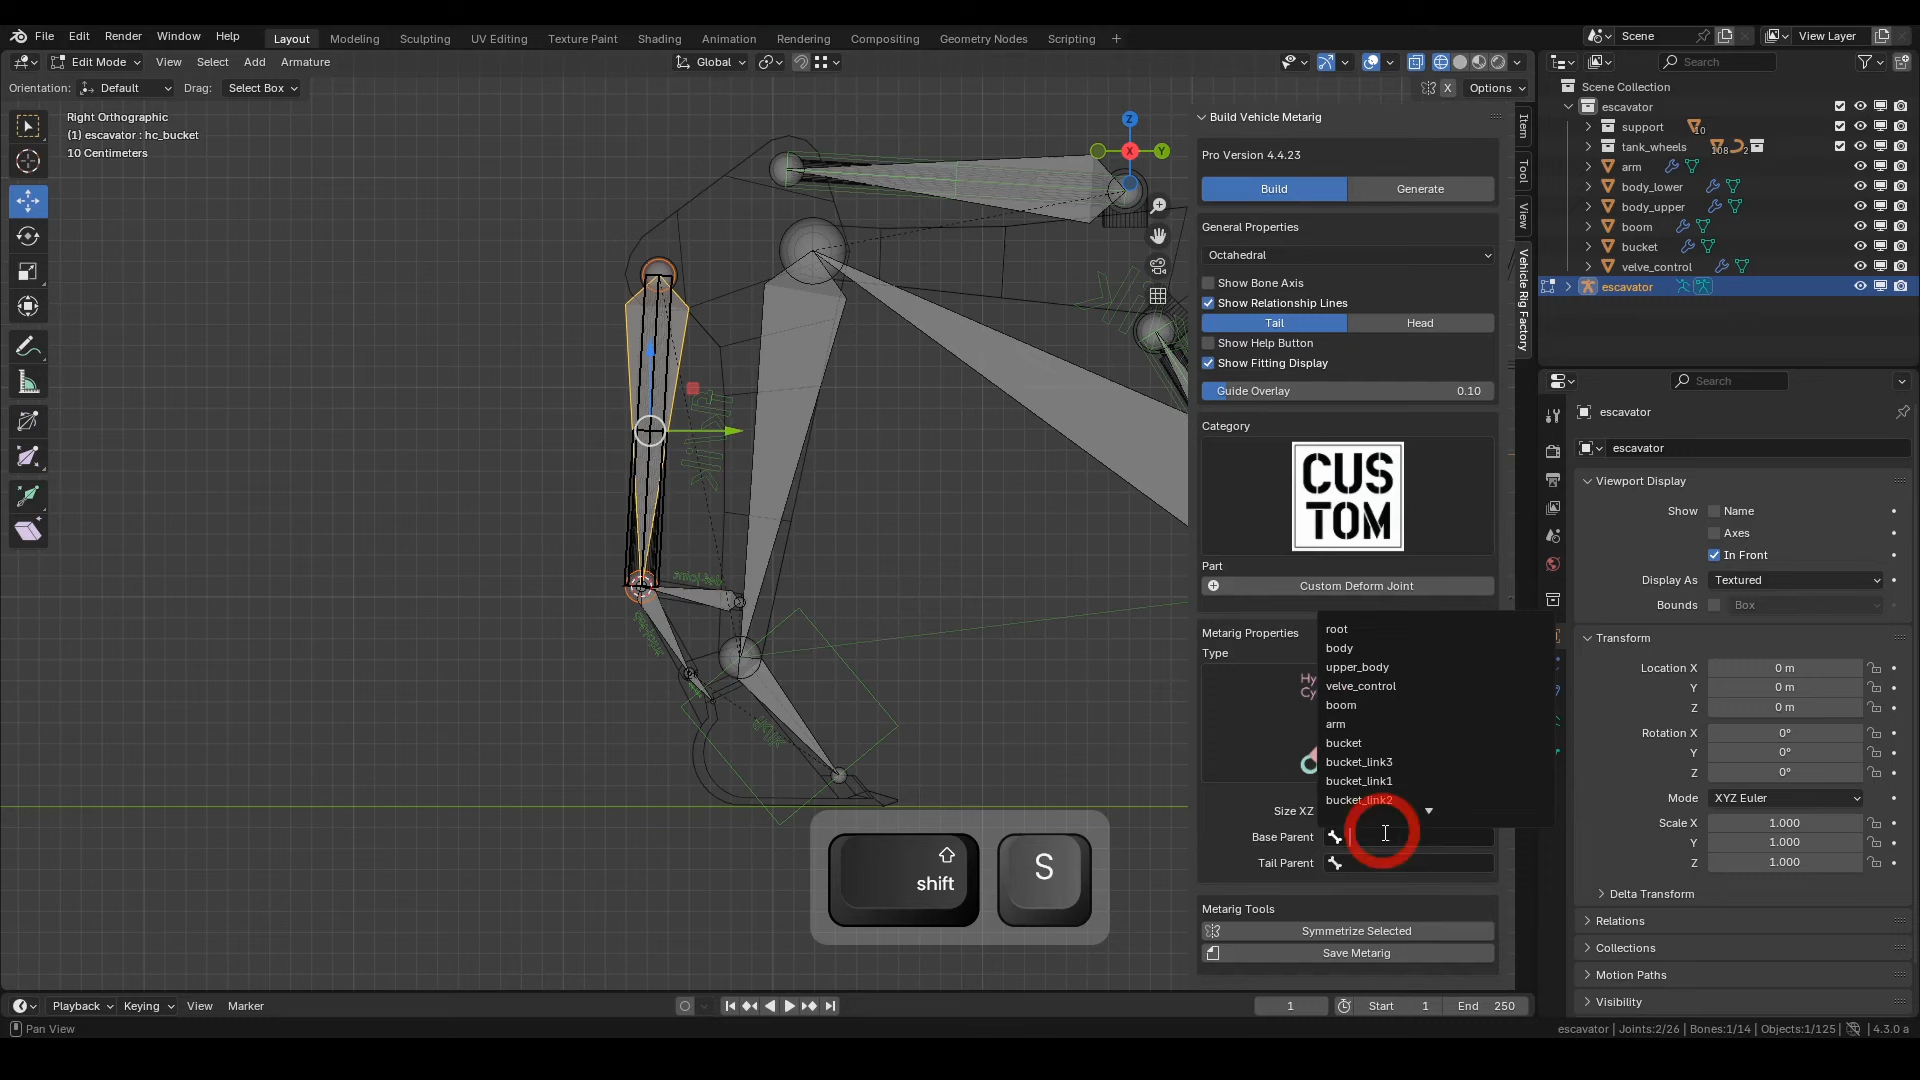 File Edit Render Window Help
Layout Modeling Sculpting UV Editing Texture Paint Shading Animation Rendering Compositing Geometry Nodes Scripting +
Scene View Layer
Edit Mode View Select Add Armature
Global
Search
Orientation: Default Drag: Select Box
X Options
Right Orthographic
(1) escavator : hc_bucket
10 Centimeters
Z
X
Y
Item
Tool
View
Vehicle Rig Factory
Build Vehicle Metarig
Pro Version 4.4.23
Build Generate
General Properties
Octahedral
Show Bone Axis
Show Relationship Lines
Tail Head
Show Help Button
Show Fitting Display
Guide Overlay 0.10
Category
CUS
TOM
Part
Custom Deform Joint
Metarig Properties
Type
Hy
Cy
root
body
upper_body
velve_control
boom
arm
bucket
bucket_link3
bucket_link1
bucket_link2
Size XZ
Base Parent
Tail Parent
Metarig Tools
Symmetrize Selected
Save Metarig
shift
S
Scene Collection
escavator
support 10
tank_wheels 108 2
arm
body_lower
body_upper
boom
bucket
velve_control
escavator
Search
escavator
escavator
Viewport Display
Show Name
Axes
In Front
Display As Textured
Bounds Box
Transform
Location X 0 m
Y 0 m
Z 0 m
Rotation X 0°
Y 0°
Z 0°
Mode XYZ Euler
Scale X 1.000
Y 1.000
Z 1.000
Delta Transform
Relations
Collections
Motion Paths
Visibility
Playback Keying View Marker
1 Start 1 End 250
Pan View
escavator | Joints:2/26 | Bones:1/14 | Objects:1/125 | 4.3.0 a